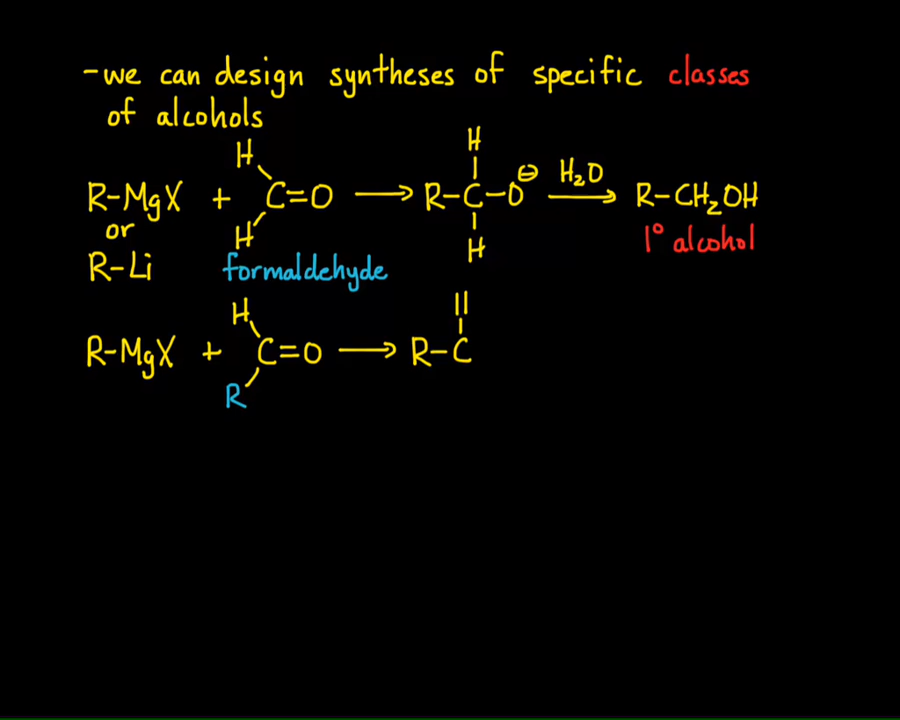 -we can design syntheses of specific classes
of alcohols
H H
R-MgX + C=O → R-C-O⊖ H₂O → R-CH₂OH
or H H 1° alcohol
R-Li formaldehyde
H
R-MgX + C=O → R-C
R